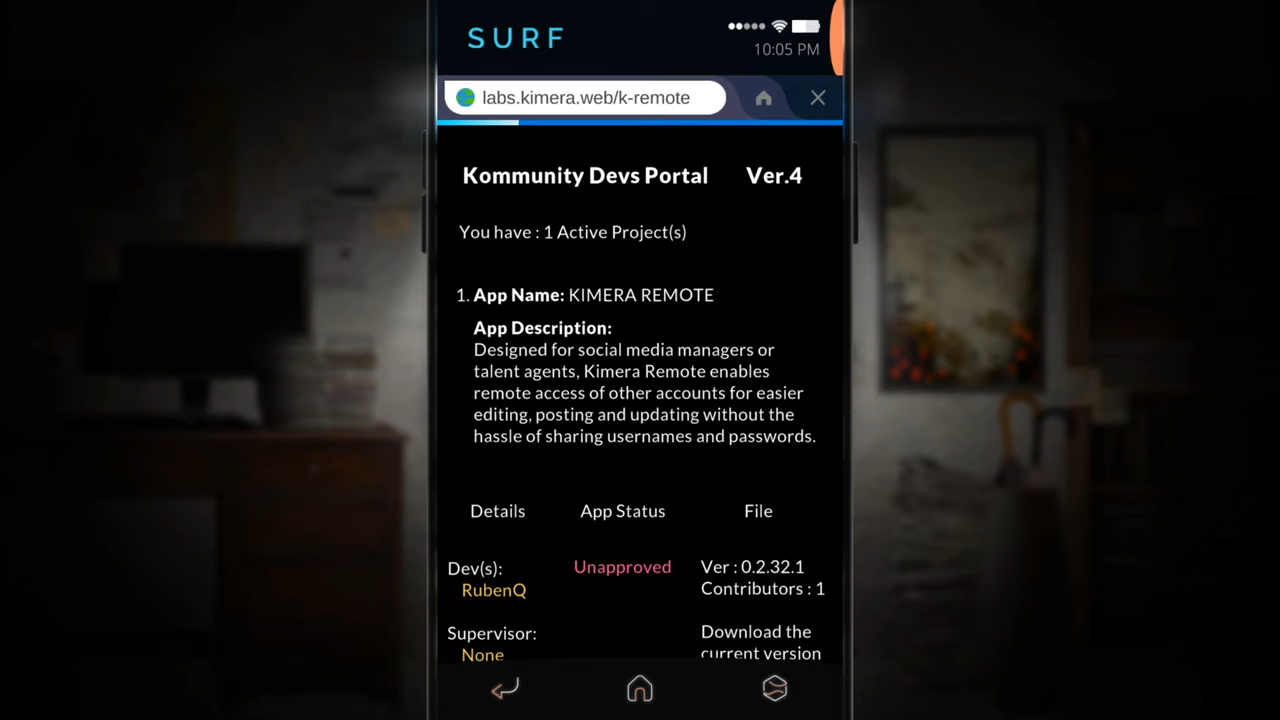 SURF
10:05 PM
labs.kimera.web/k-remote
Kommunity Devs Portal Ver.4
You have : 1 Active Project(s)
1. App Name: KIMERA REMOTE
App Description:
Designed for social media managers or
talent agents, Kimera Remote enables
remote access of other accounts for easier
editing, posting and updating without the
hassle of sharing usernames and passwords.
Details App Status File
Dev(s): Unapproved Ver : 0.2.32.1
RubenQ Contributors : 1
Supervisor: Download the
None current version